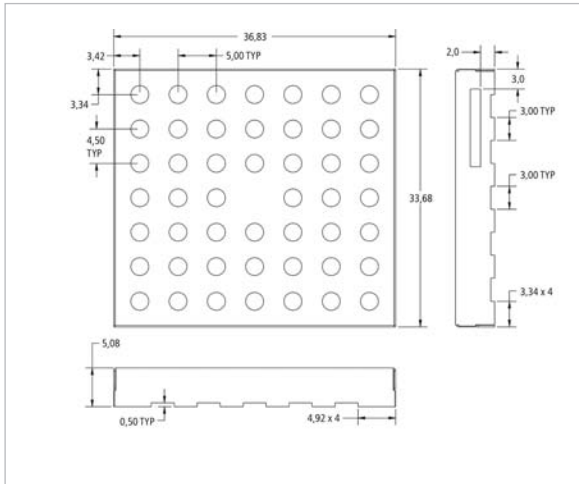 36,83
3,42
5,00 TYP
3,34
4,50
TYP
33,68
2,0
3,0
3,00 TYP
3,00 TYP
3,34 x 4
5,08
0,50 TYP
4,92 x 4